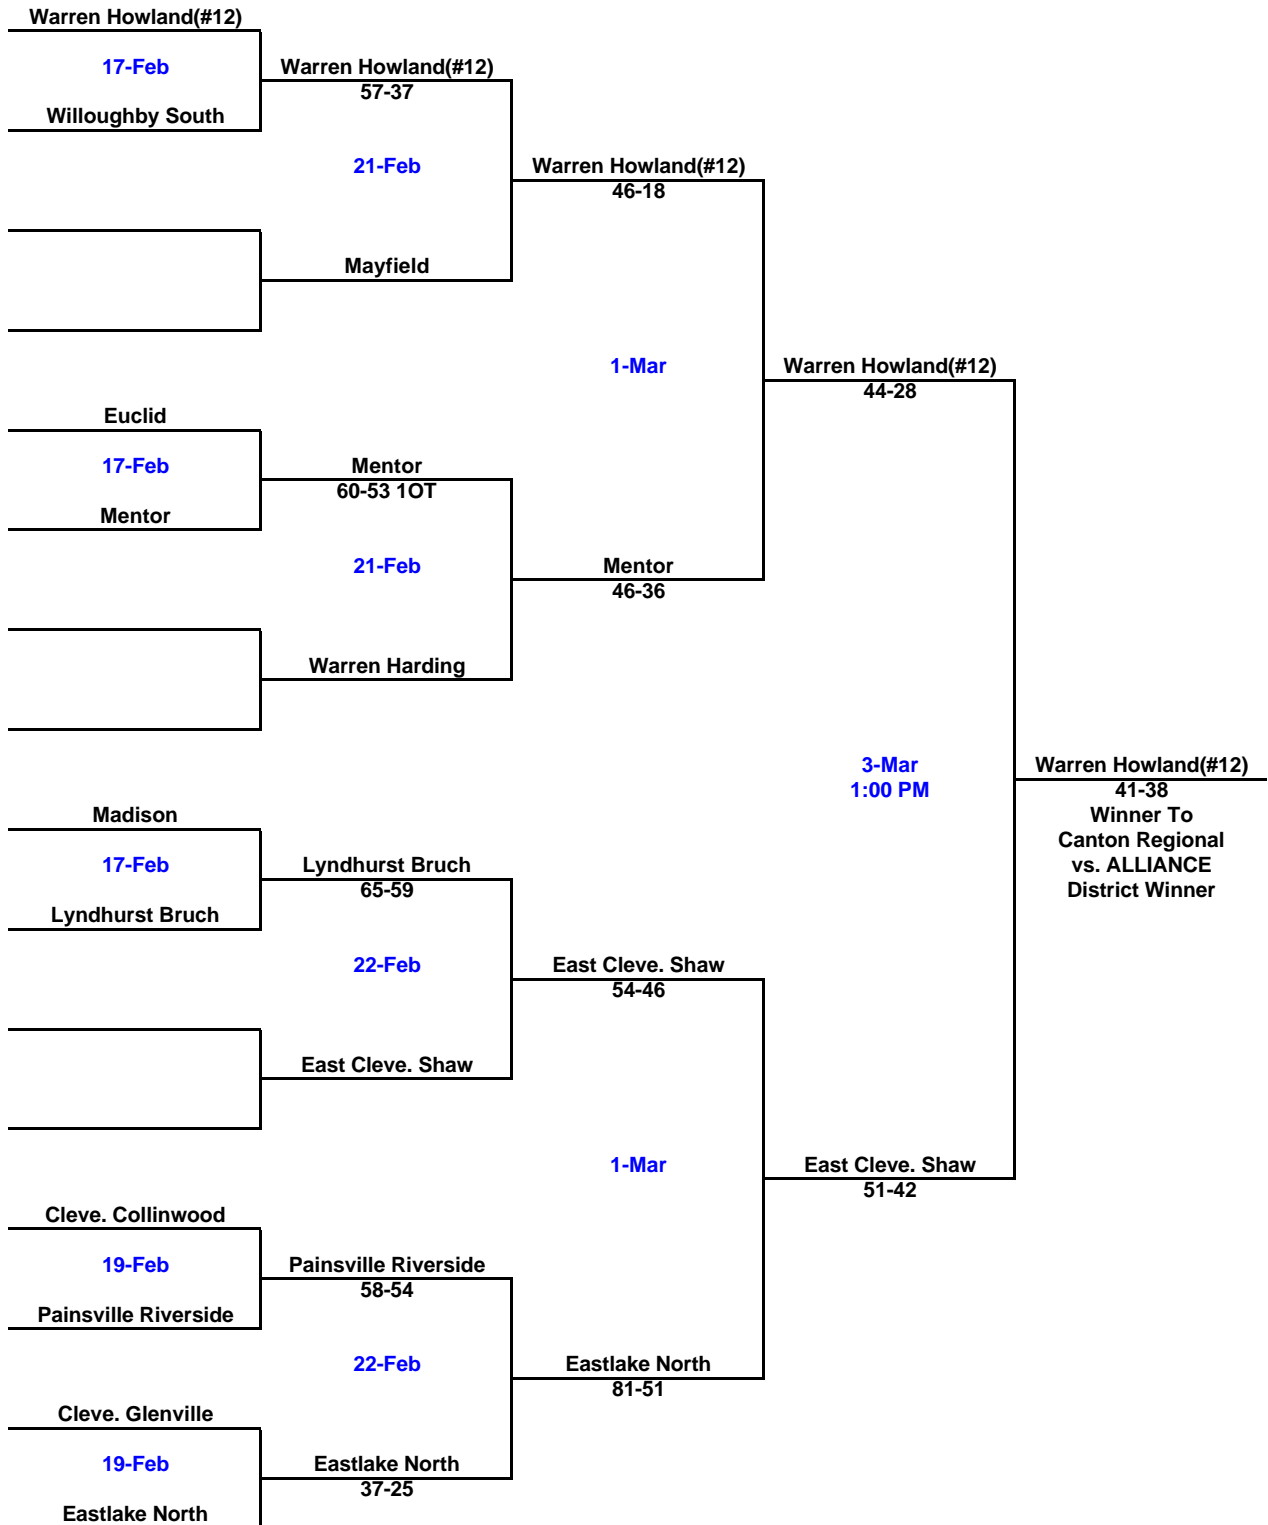 Warren Howland(#12)
17-Feb
Warren Howland(#12)
57-37
Willoughby South
21-Feb
Warren Howland(#12)
46-18
Mayfield
1-Mar
Warren Howland(#12)
44-28
Euclid
17-Feb
Mentor
60-53 1OT
Mentor
21-Feb
Mentor
46-36
Warren Harding
3-Mar
1:00 PM
Warren Howland(#12)
41-38
Winner To
Canton Regional
vs. ALLIANCE
District Winner
Madison
17-Feb
Lyndhurst Bruch
65-59
Lyndhurst Bruch
22-Feb
East Cleve. Shaw
54-46
East Cleve. Shaw
1-Mar
East Cleve. Shaw
51-42
Cleve. Collinwood
19-Feb
Painsville Riverside
58-54
Painsville Riverside
22-Feb
Eastlake North
81-51
Cleve. Glenville
19-Feb
Eastlake North
37-25
Eastlake North